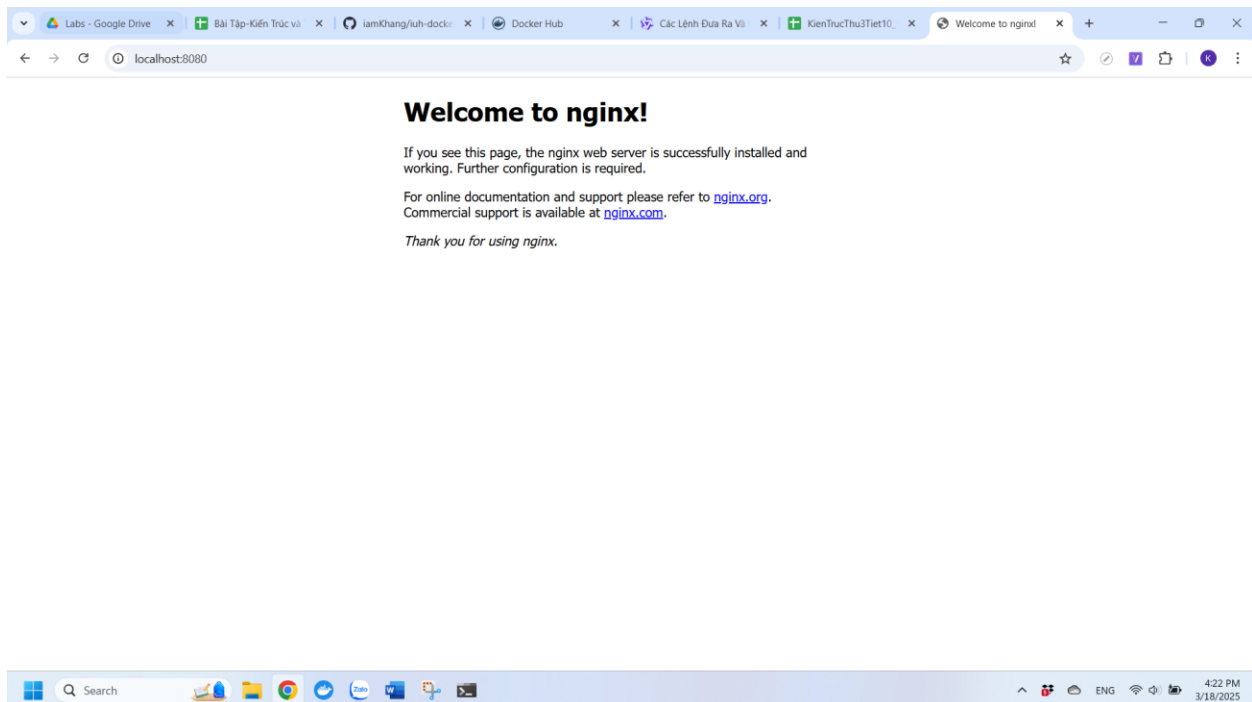 Labs - Google Drive
Bài Tập-Kiến Trúc và
iamKhang/iuh-docke
Docker Hub
Các Lệnh Đưa Ra Và
KienTrucThu3Tiet10_
Welcome to nginx!
localhost:8080
V
K
Welcome to nginx!
If you see this page, the nginx web server is successfully installed and
working. Further configuration is required.
For online documentation and support please refer to nginx.org.
Commercial support is available at nginx.com.
Thank you for using nginx.
Search
Zalo
W
ENG
4:22 PM
3/18/2025